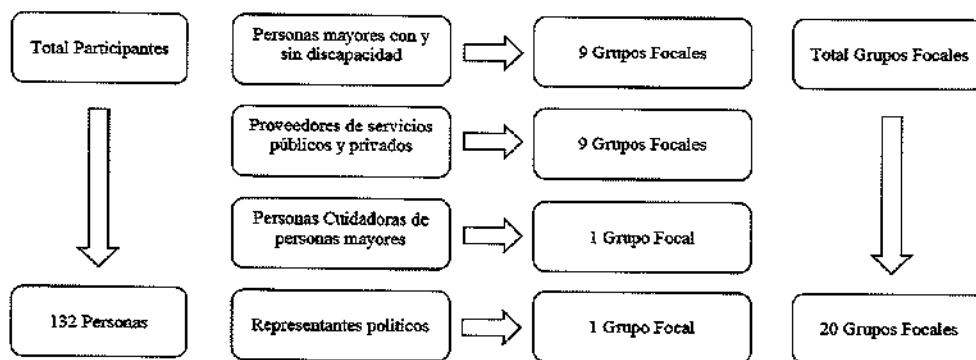 Total Participantes
132 Personas
Personas mayores con y
sin discapacidad
9 Grupos Focales
Proveedores de servicios
públicos y privados
9 Grupos Focales
Personas Cuidadoras de
personas mayores
1 Grupo Focal
Representantes políticos
1 Grupo Focal
Total Grupos Focales
20 Grupos Focales